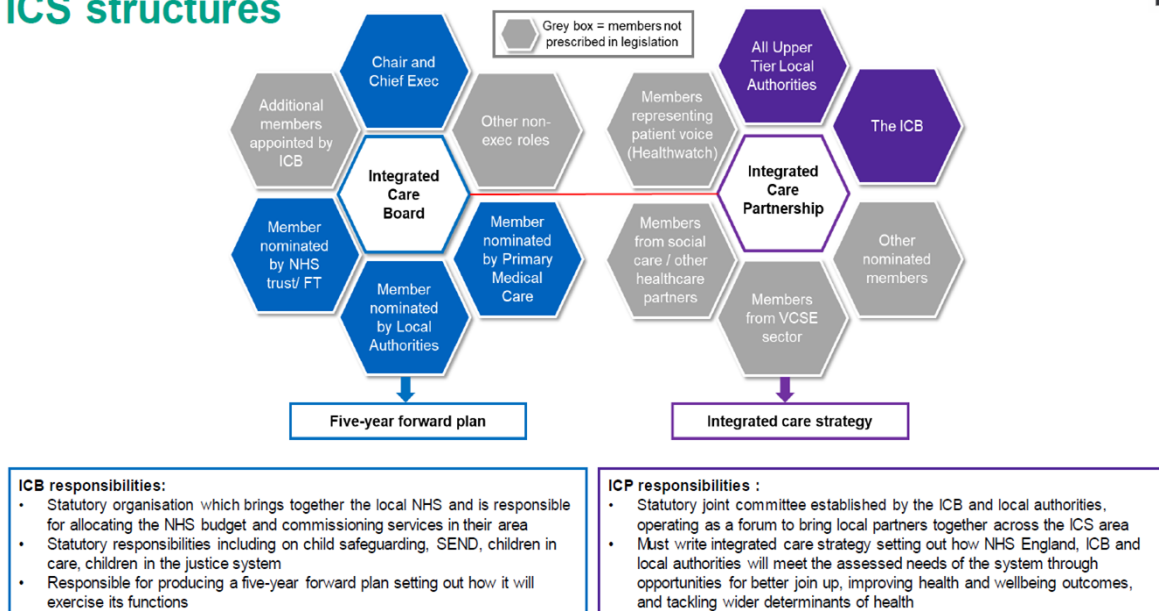 ICS structures
Grey box = members not
prescribed in legislation
Chair and
Chief Exec
Additional
members
appointed by
ICB
Other non-
exec roles
Integrated
Care
Board
Member
nominated
by NHS
trust/ FT
Member
nominated
by Primary
Medical
Care
Member
nominated
by Local
Authorities
Five-year forward plan
All Upper
Tier Local
Authorities
Members
representing
patient voice
(Healthwatch)
The ICB
Integrated
Care
Partnership
Members
from social
care / other
healthcare
partners
Other
nominated
members
Members
from VCSE
sector
Integrated care strategy
ICB responsibilities:
• Statutory organisation which brings together the local NHS and is responsible
for allocating the NHS budget and commissioning services in their area
• Statutory responsibilities including on child safeguarding, SEND, children in
care, children in the justice system
• Responsible for producing a five-year forward plan setting out how it will
exercise its functions
ICP responsibilities :
• Statutory joint committee established by the ICB and local authorities,
operating as a forum to bring local partners together across the ICS area
• Must write integrated care strategy setting out how NHS England, ICB and
local authorities will meet the assessed needs of the system through
opportunities for better join up, improving health and wellbeing outcomes,
and tackling wider determinants of health